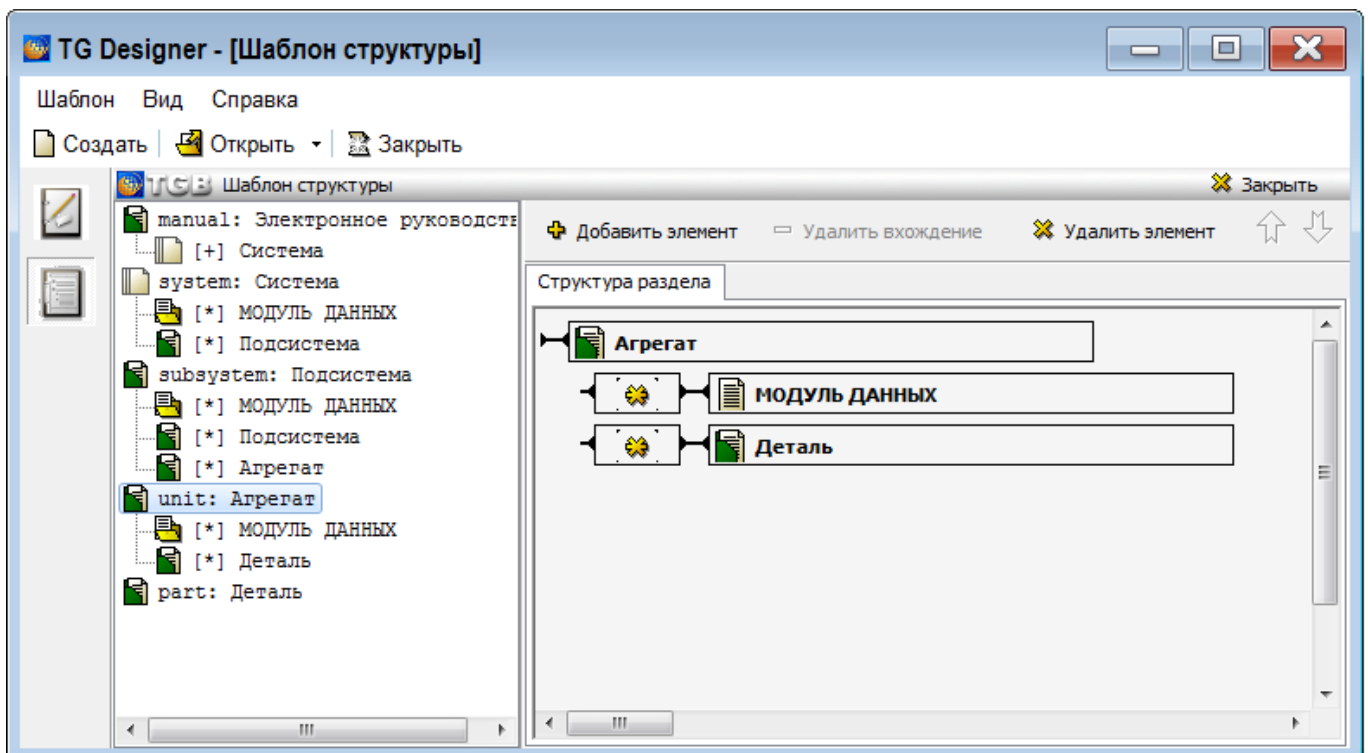 TG Designer - [Шаблон структуры]
Шаблон Вид Справка
Создать Открыть Закрыть
TGB Шаблон структуры Закрыть
manual: Электронное руководств
[+] Система
system: Система
[*] МОДУЛЬ ДАННЫХ
[*] Подсистема
subsystem: Подсистема
[*] МОДУЛЬ ДАННЫХ
[*] Подсистема
[*] Агрегат
unit: Агрегат
[*] МОДУЛЬ ДАННЫХ
[*] Деталь
part: Деталь
Добавить элемент Удалить вхождение Удалить элемент
Структура раздела
Агрегат
МОДУЛЬ ДАННЫХ
Деталь